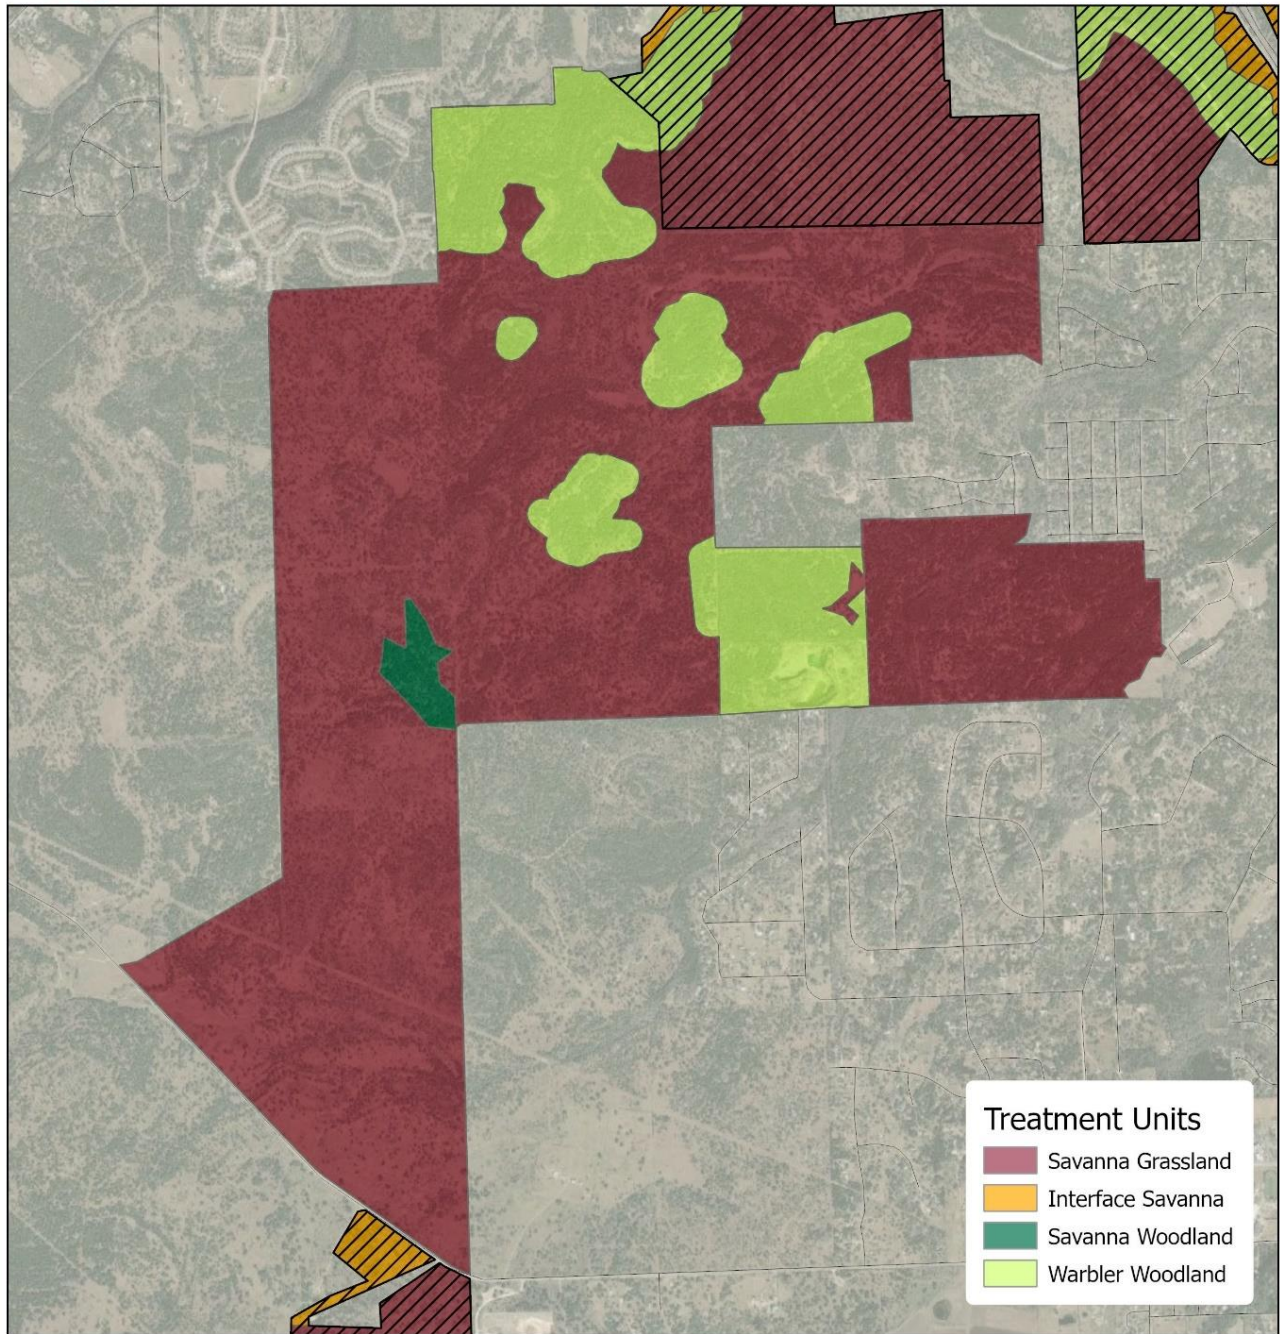 Treatment Units
Savanna Grassland
Interface Savanna
Savanna Woodland
Warbler Woodland